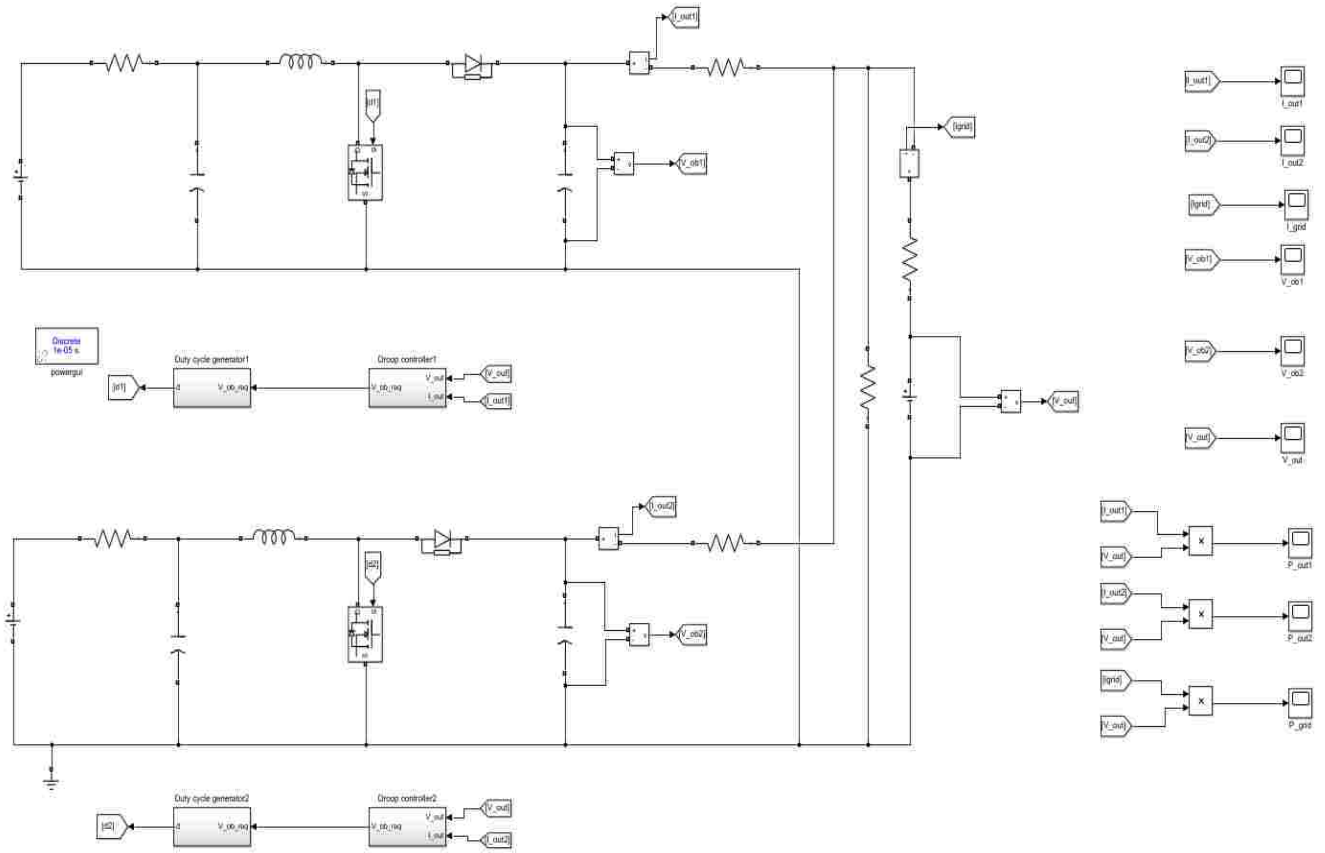 [I_out1]
[d1]
[Igrid]
[V_ob1]
[I_out1]
I_out1
[I_out2]
I_out2
[Igrid]
I_grid
[V_ob1]
V_ob1
Discrete
1e-05 s.
powergui
[V_ob2]
V_ob2
Duty cycle generator1
Droop controller1
[d1]
d
V_ob_req
V_ob_req
V_out
I_out
[V_out]
[I_out1]
[V_out]
[V_out]
V_out
[I_out2]
[d2]
[V_ob2]
[I_out1]
[V_out]
×
P_out1
[I_out2]
[V_out]
×
P_out2
[Igrid]
[V_out]
×
P_grid
Duty cycle generator2
Droop controller2
[d2]
d
V_ob_req
V_ob_req
V_out
I_out
[V_out]
[I_out2]